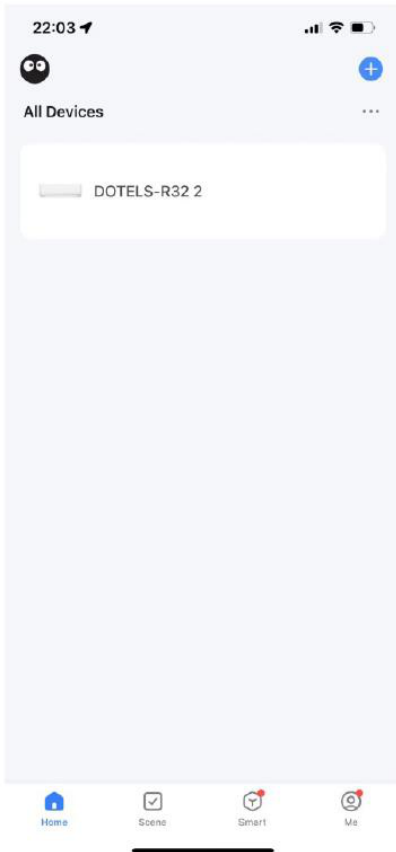 22:03
All Devices
DOTELS-R32 2
Home
Scene
Smart
Me